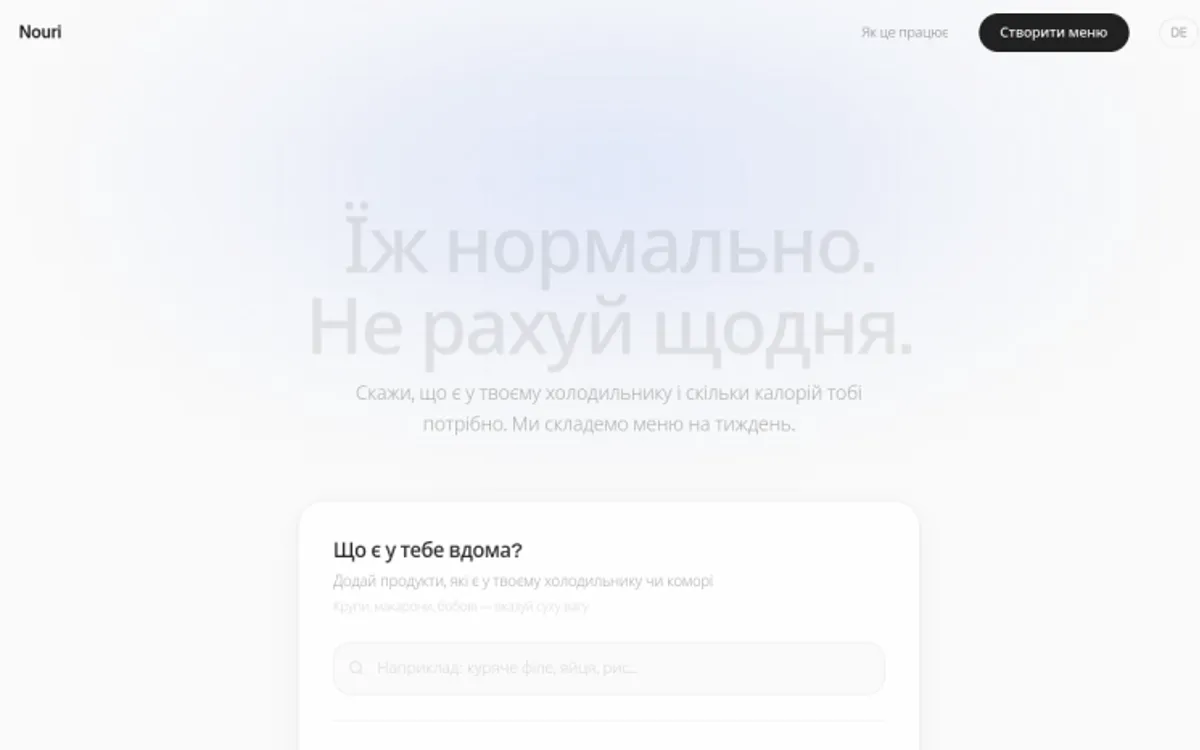 Nouri
Як це працює
Створити меню
DE
Їж нормально.
Не рахуй щодня.
Скажи, що є у твоєму холодильнику і скільки калорій тобі
потрібно. Ми складемо меню на тиждень.
Що є у тебе вдома?
Додай продукти, які є у твоєму холодильнику чи коморі
Крупи, макарони, бобові — вказуй суху вагу
Наприклад: куряче філе, яйця, рис...